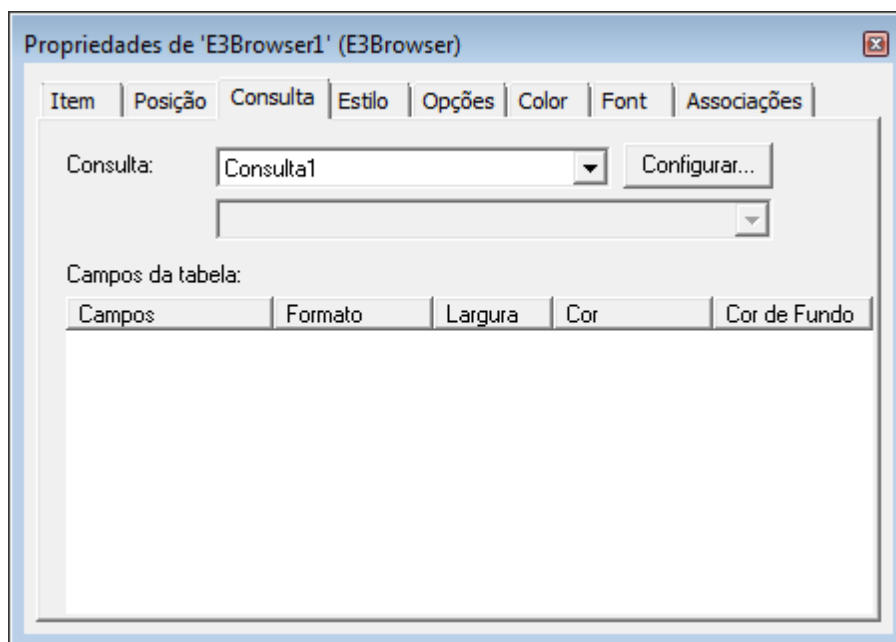 Propriedades de 'E3Browser1' (E3Browser)
Item Posição Consulta Estilo Opções Color Font Associações
Consulta: Consulta1 Configurar...
Campos da tabela:
Campos Formato Largura Cor Cor de Fundo